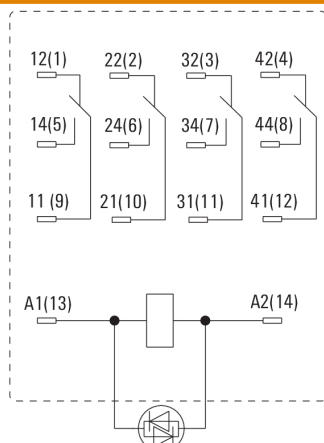 12(1) 22(2) 32(3) 42(4)
14(5) 24(6) 34(7) 44(8)
11 (9) 21(10) 31(11) 41(12)
A1(13) A2(14)